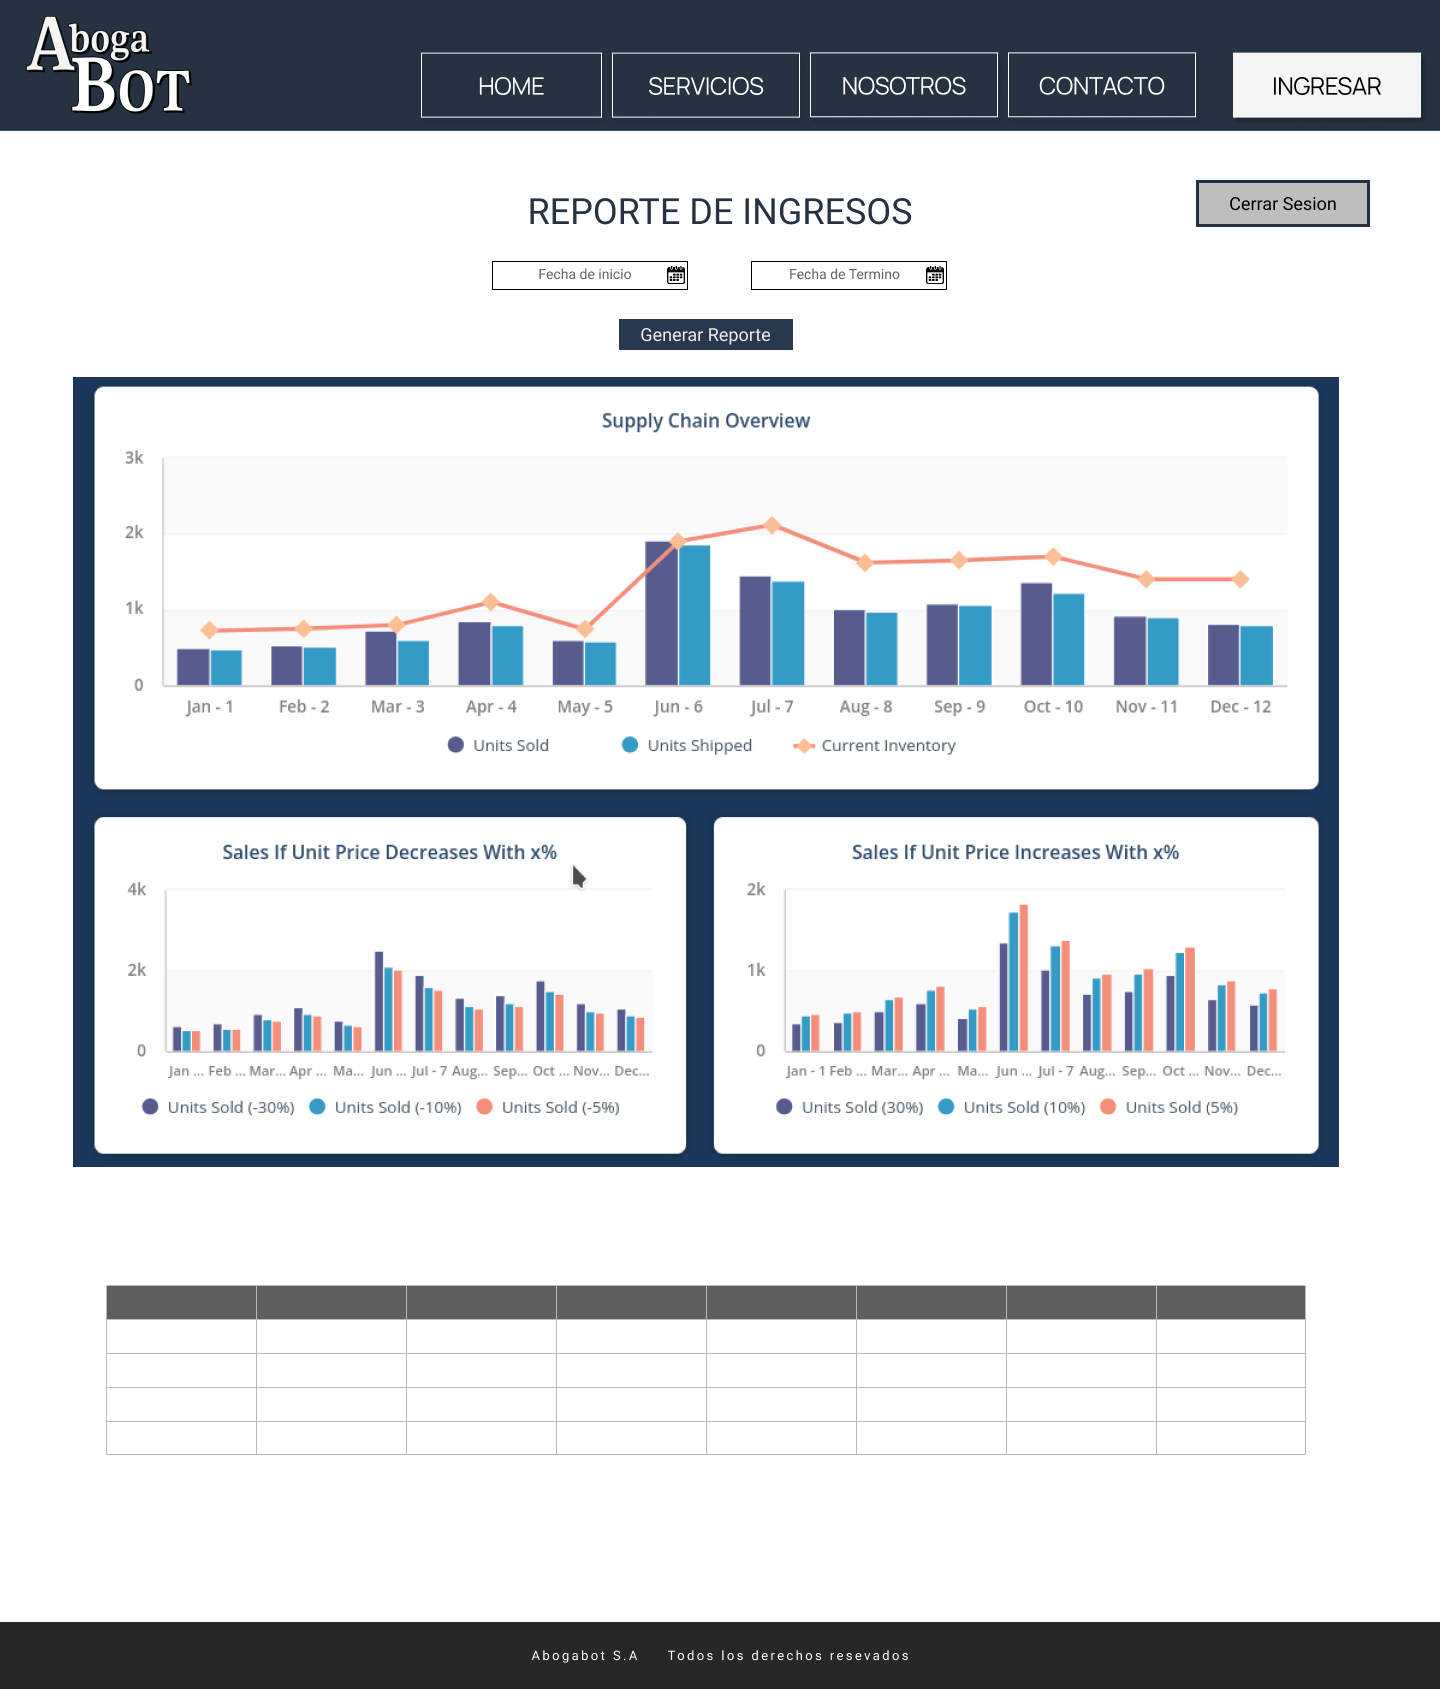 Aboga
BOT
HOME SERVICIOS NOSOTROS CONTACTO INGRESAR
REPORTE DE INGRESOS
Cerrar Sesion
Fecha de inicio Fecha de Termino
Generar Reporte
Supply Chain Overview
3k
2k
1k
0
Jan - 1 Feb - 2 Mar - 3 Apr - 4 May - 5 Jun - 6 Jul - 7 Aug - 8 Sep - 9 Oct - 10 Nov - 11 Dec - 12
Units Sold Units Shipped Current Inventory
Sales If Unit Price Decreases With x%
4k
2k
0
Jan ... Feb ... Mar... Apr ... Ma... Jun ... Jul - 7 Aug... Sep... Oct ... Nov... Dec...
Units Sold (-30%) Units Sold (-10%) Units Sold (-5%)
Sales If Unit Price Increases With x%
2k
1k
0
Jan - 1 Feb ... Mar... Apr ... Ma... Jun ... Jul - 7 Aug... Sep... Oct ... Nov... Dec...
Units Sold (30%) Units Sold (10%) Units Sold (5%)
Abogabot S.A Todos los derechos resevados